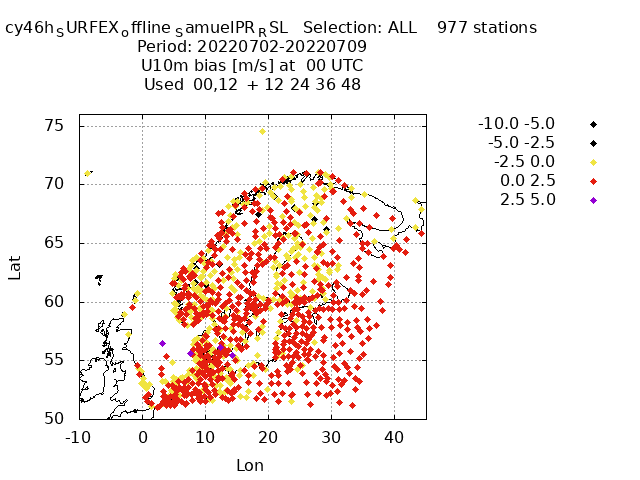 cy46hSSURFEXoffline SamuelPRRSL Selection: ALL 977 stations
Period: 20220702-20220709
U10m bias [m/s] at 00 UTC
Used 00,12 + 12 24 36 48
-10.0 -5.0
-5.0 -2.5
-2.5 0.0
0.0 2.5
2.5 5.0
75
70
65
60
55
50
Lat
-10 0 10 20 30 40
Lon